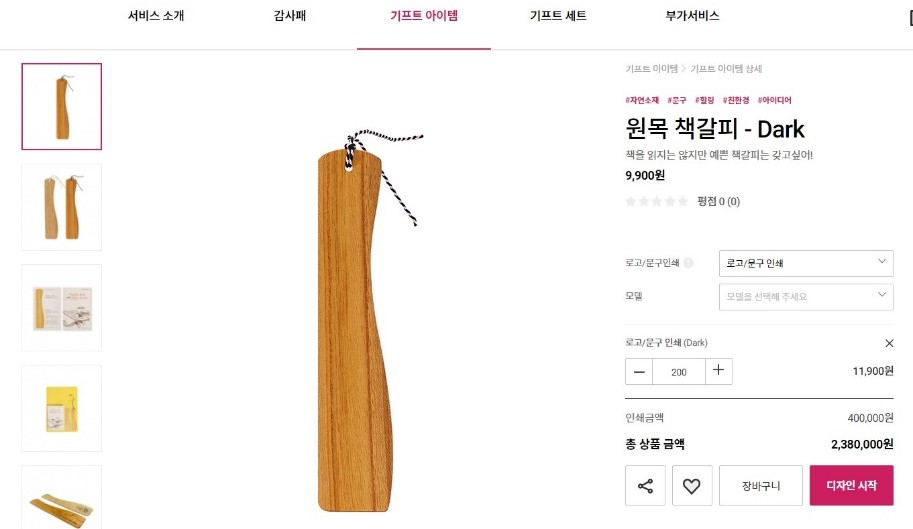 서비스 소개 감사패 기프트 아이템 기프트 세트 부가서비스
기프트 아이템 > 기프트 아이템 상세
#자연소재 #문구 #힐링 #친환경 #아이디어
원목 책갈피 - Dark
책을 읽지는 않지만 예쁜 책갈피는 갖고싶어!
9,900원
평점 0 (0)
로고/문구인쇄 로고/문구 인쇄
모델 모델을 선택해 주세요
로고/문구 인쇄 (Dark)
200 11,900원
인쇄금액 400,000원
총 상품 금액 2,380,000원
장바구니 디자인 시작